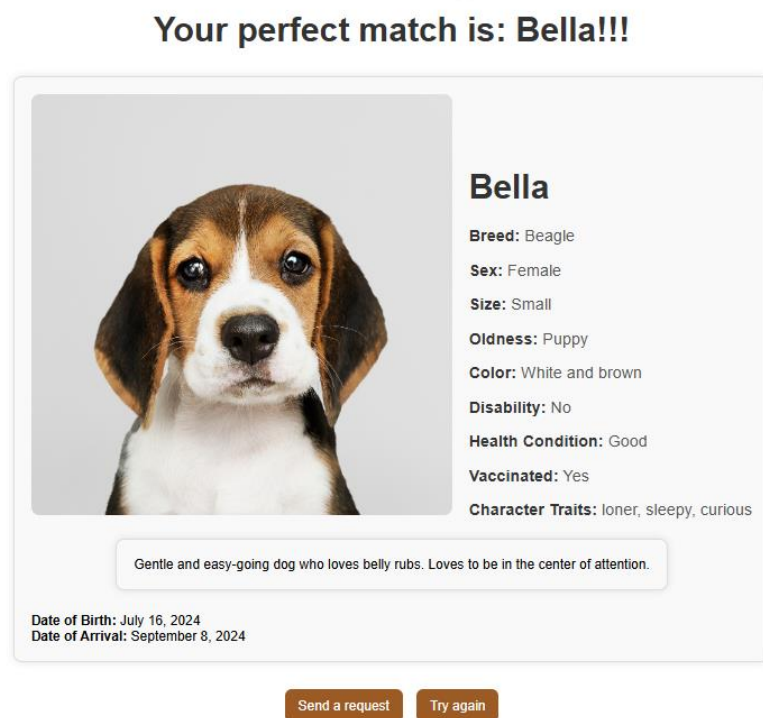 Your perfect match is: Bella!!!
Bella
Breed: Beagle
Sex: Female
Size: Small
Oldness: Puppy
Color: White and brown
Disability: No
Health Condition: Good
Vaccinated: Yes
Character Traits: loner, sleepy, curious
Gentle and easy-going dog who loves belly rubs. Loves to be in the center of attention.
Date of Birth: July 16, 2024
Date of Arrival: September 8, 2024
Send a request
Try again